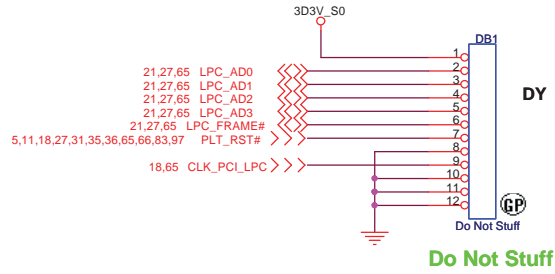 3D3V_S0
DB1
1
21,27,65 LPC_AD0 2
21,27,65 LPC_AD1 3
21,27,65 LPC_AD2 4
21,27,65 LPC_AD3 5
21,27,65 LPC_FRAME# 6
5,11,18,27,31,35,36,65,66,83,97 PLT_RST# 7
8
18,65 CLK_PCI_LPC 9
10
11
12
DY
GP
Do Not Stuff
Do Not Stuff